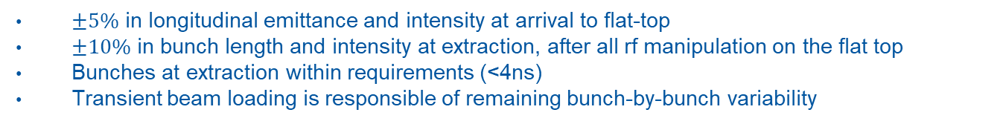 • ±5% in longitudinal emittance and intensity at arrival to flat-top
• ±10% in bunch length and intensity at extraction, after all rf manipulation on the flat top
• Bunches at extraction within requirements (<4ns)
• Transient beam loading is responsible of remaining bunch-by-bunch variability